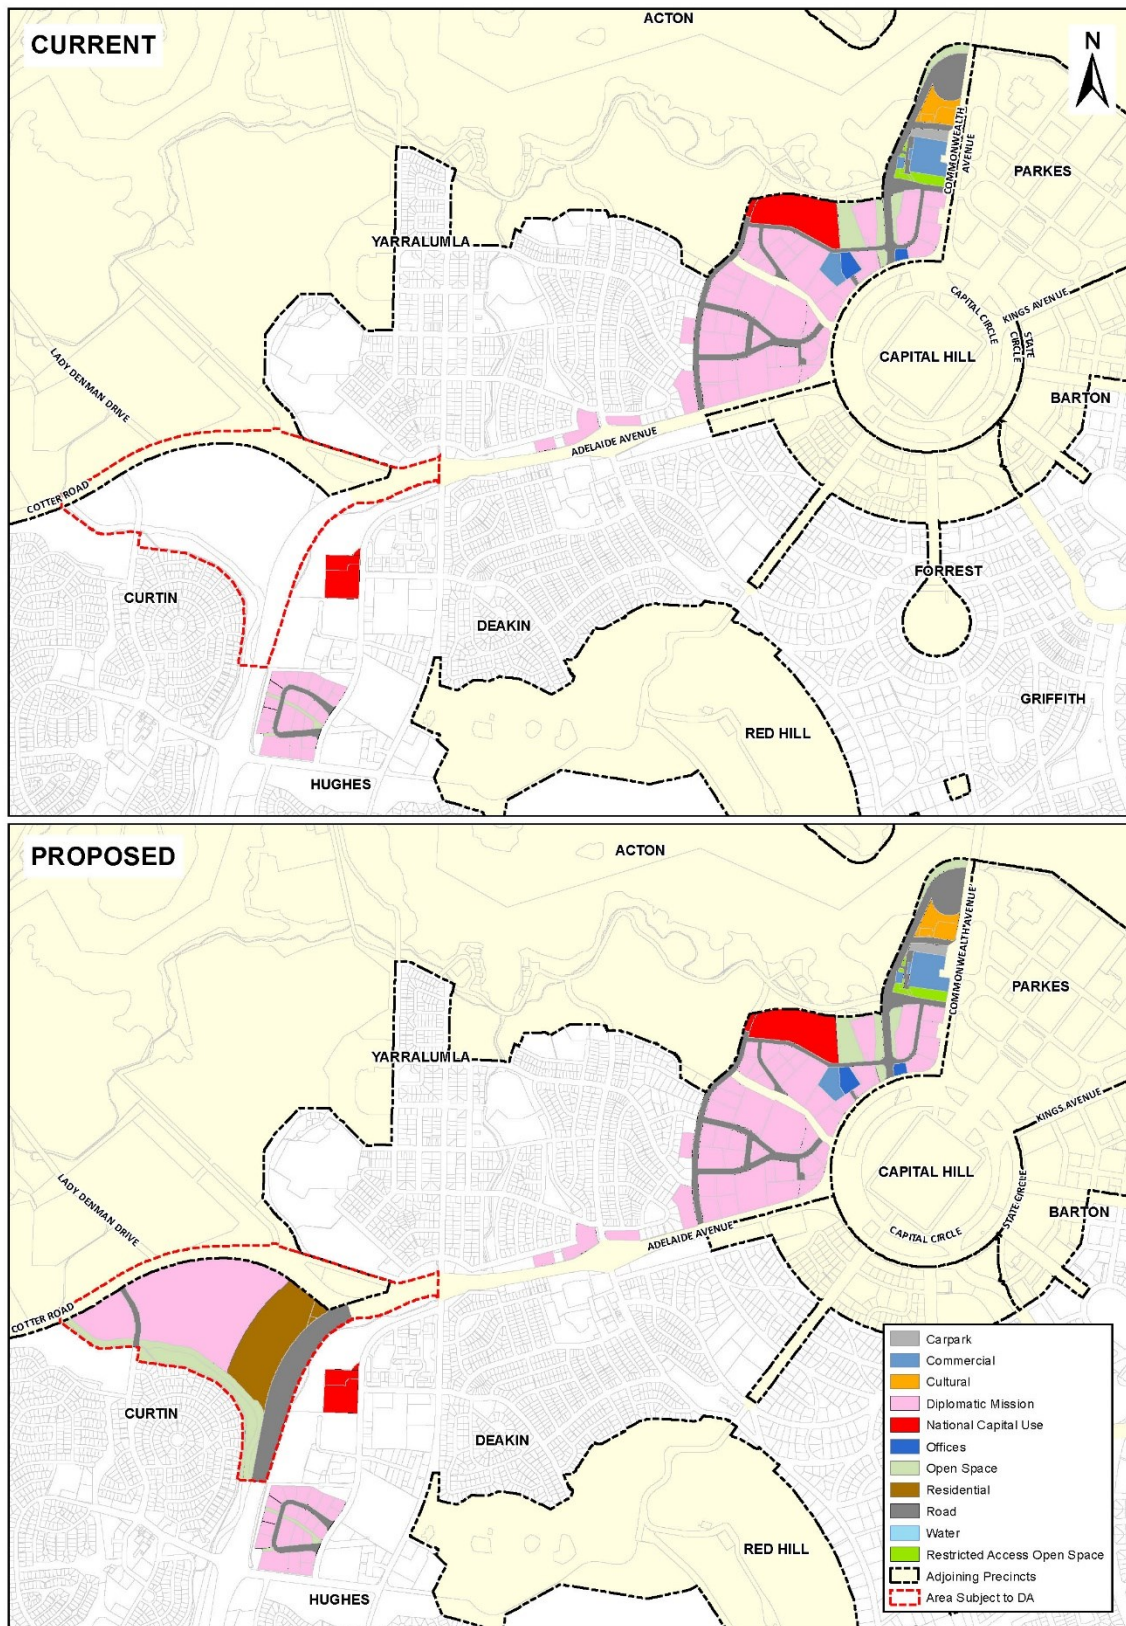 CURRENT
ACTON
N
COMMONWEALTH
AVENUE
PARKES
YARRALUMLA
CAPITAL CIRCLE
KINGS AVENUE
STATE
CIRCLE
LADY DENMAN DRIVE
CAPITAL HILL
BARTON
ADELAIDE AVENUE
COTTER ROAD
FORREST
CURTIN
DEAKIN
GRIFFITH
RED HILL
HUGHES
PROPOSED
ACTON
COMMONWEALTH AVENUE
PARKES
YARRALUMLA
KINGS AVENUE
CAPITAL HILL
LADY DENMAN DRIVE
STATE CIRCLE
BARTON
ADELAIDE AVENUE
CAPITAL CIRCLE
COTTER ROAD
CURTIN
DEAKIN
RED HILL
HUGHES
Carpark
Commercial
Cultural
Diplomatic Mission
National Capital Use
Offices
Open Space
Residential
Road
Water
Restricted Access Open Space
Adjoining Precincts
Area Subject to DA